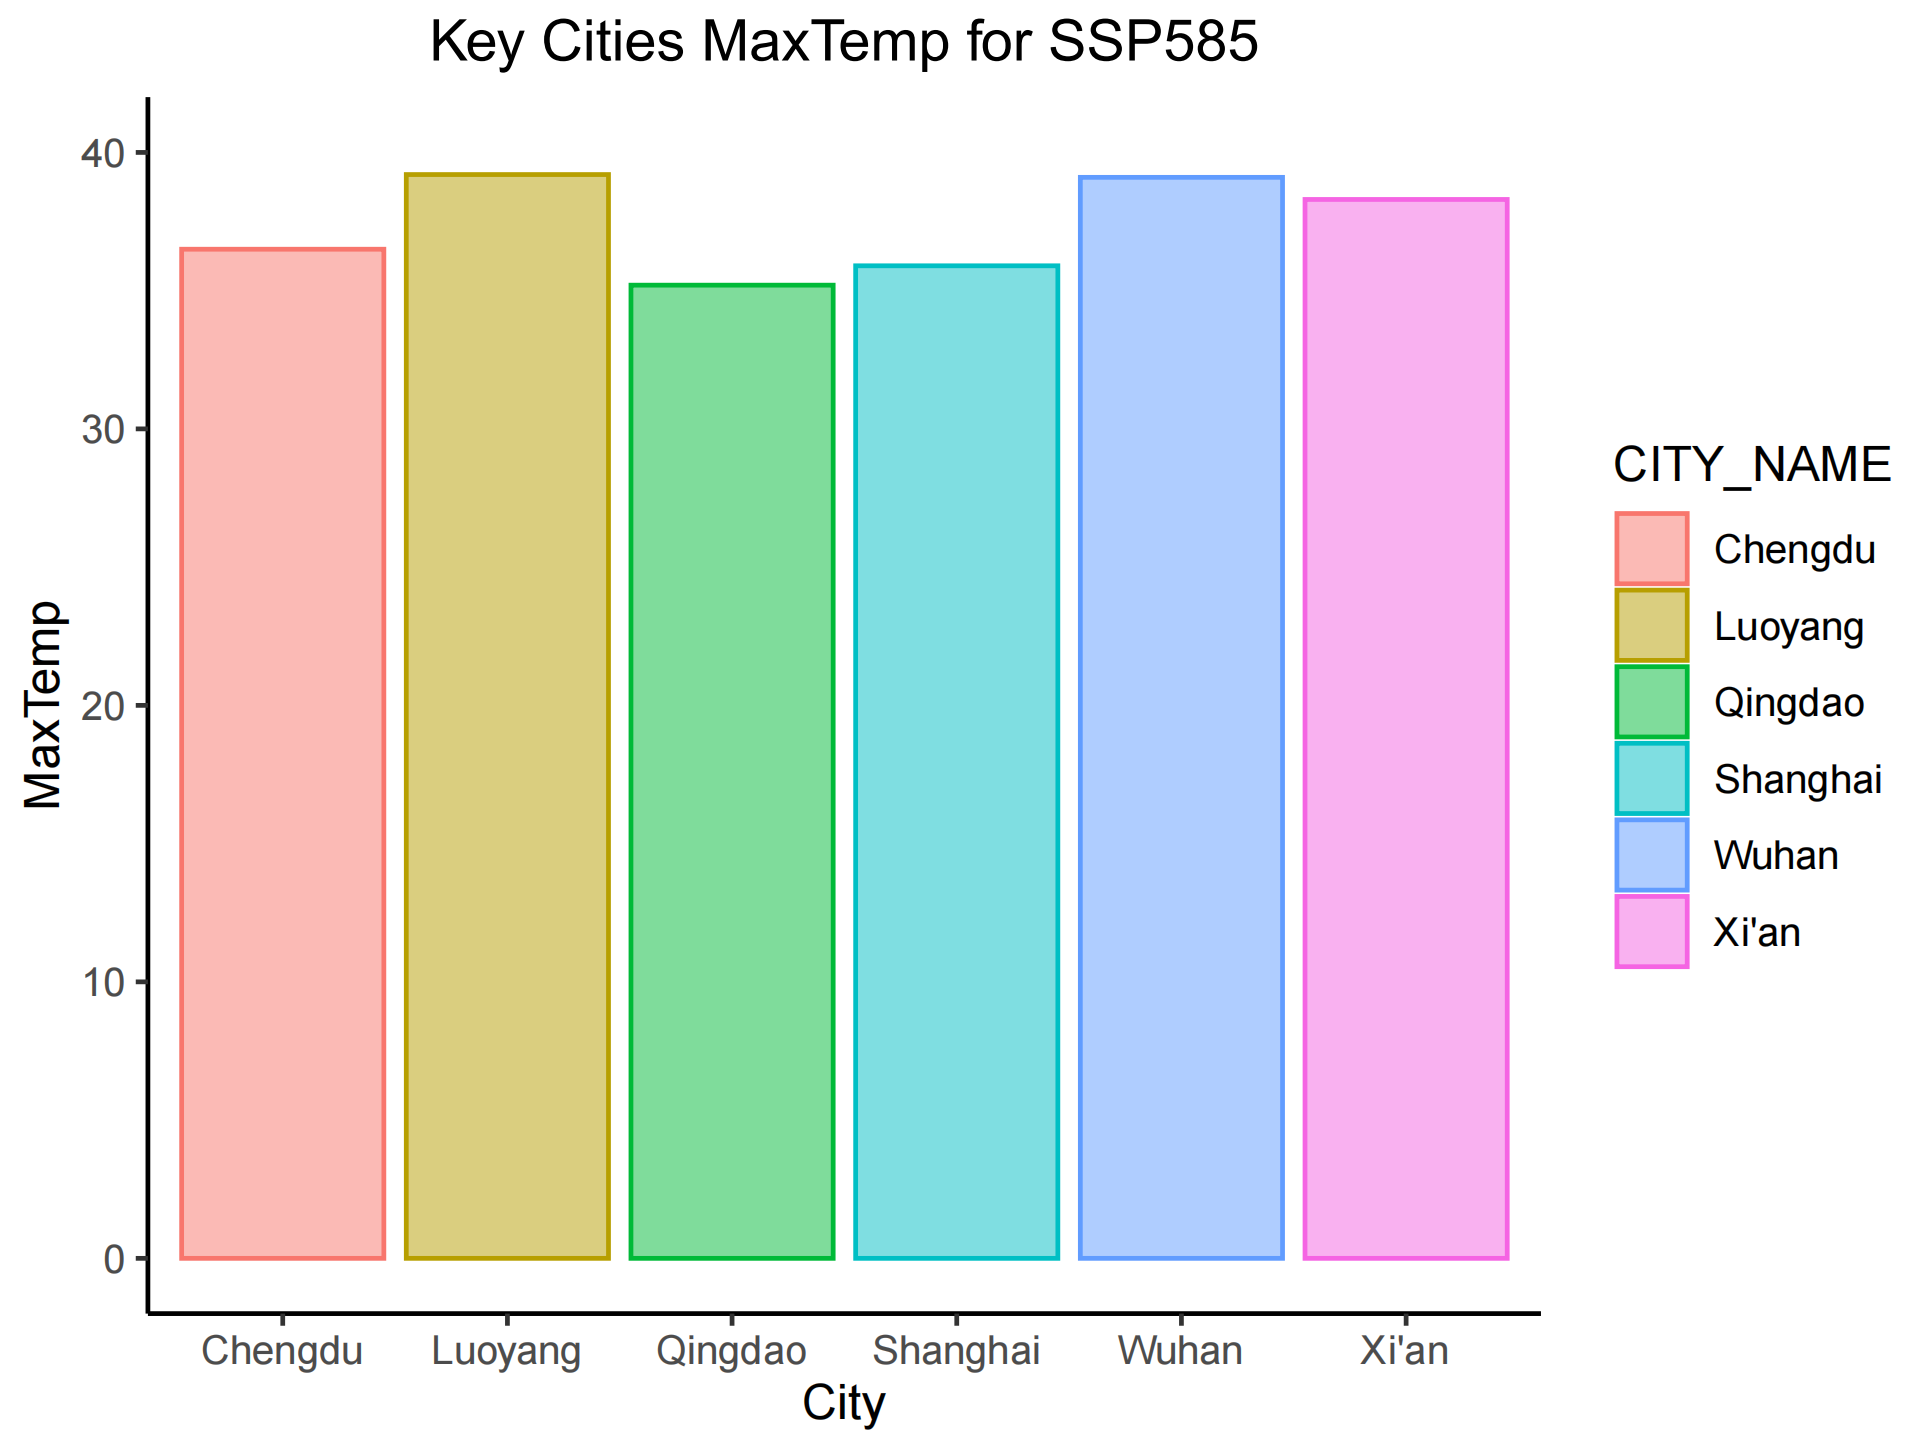 Key Cities MaxTemp for SSP585
MaxTemp
40
30
20
10
0
Chengdu
Luoyang
Qingdao
Shanghai
Wuhan
Xi'an
City
CITY_NAME
Chengdu
Luoyang
Qingdao
Shanghai
Wuhan
Xi'an